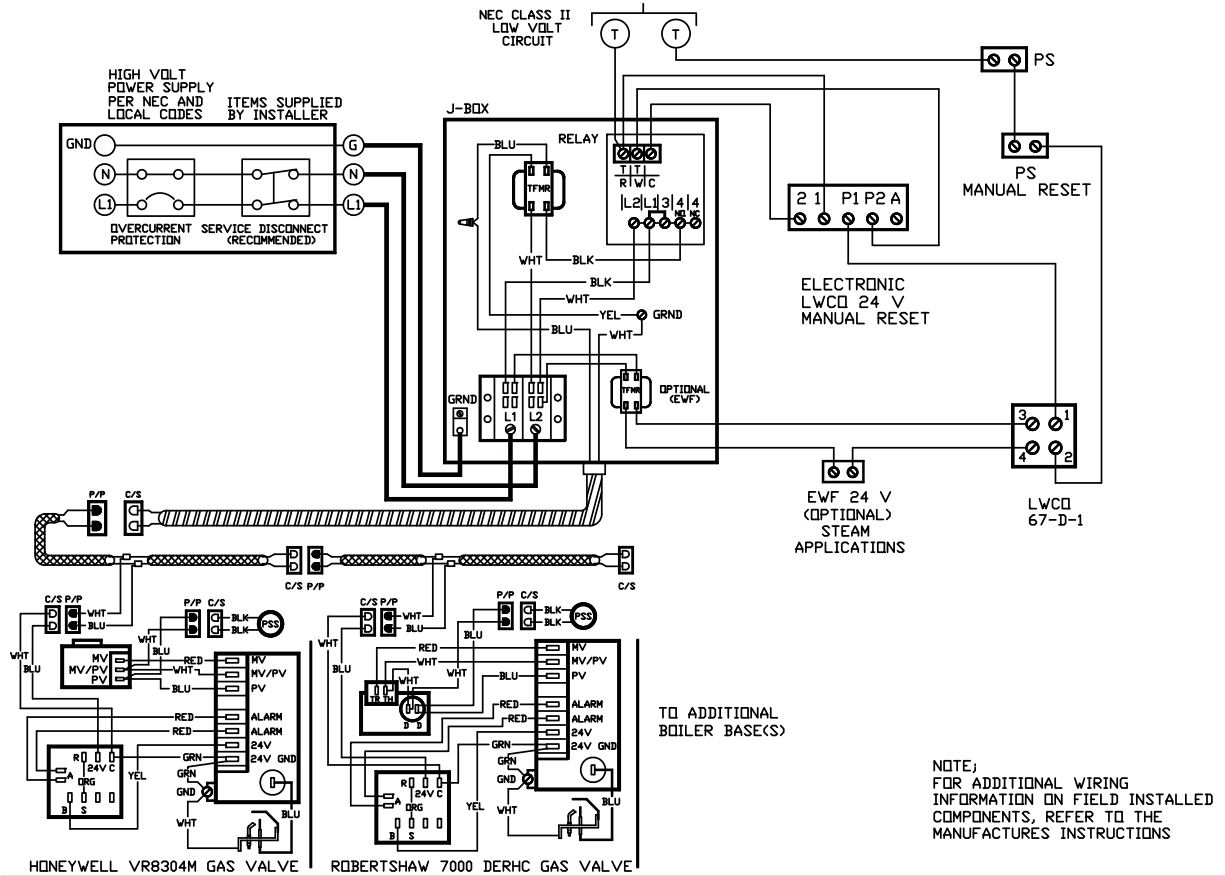 NEC CLASS II
LOW VOLT
CIRCUIT
T
T
PS
HIGH VOLT
POWER SUPPLY
PER NEC AND
LOCAL CODES
ITEMS SUPPLIED
BY INSTALLER
GND
N
L1
G
N
L1
OVERCURRENT
PROTECTION
SERVICE DISCONNECT
(RECOMMENDED)
J-BOX
RELAY
BLU
TFMR
T T
R W C
L2 L1 3 4 4
NO NC
WHT
BLK
BLK
WHT
YEL
GRND
BLU
WHT
GRND
L1
L2
TFMR
OPTIONAL
(EWF)
PS
MANUAL RESET
2 1 P1 P2 A
ELECTRONIC
LWCO 24 V
MANUAL RESET
3
1
4
2
LWCO
67-D-1
EWF 24 V
(OPTIONAL)
STEAM
APPLICATIONS
P/P
C/S
C/S
P/P
C/S
C/S
P/P
WHT
BLU
P/P
C/S
BLK
BLK
PSS
WHT
BLU
WHT
BLU
MV
MV/PV
PV
RED
WHT
BLU
MV
MV/PV
PV
RED
ALARM
RED
ALARM
24V
GRN
24V GND
R
24V C
A
ORG
B
S
YEL
GRN
GND
WHT
BLU
HONEYWELL VR8304M GAS VALVE
C/S
P/P
WHT
BLU
P/P
C/S
BLK
BLK
PSS
WHT
BLU
BLU
WHT
RED
WHT
WHT
BLU
MV
MV/PV
PV
TR
TH
D
D
RED
ALARM
RED
ALARM
24V
GRN
24V GND
R
24V C
A
ORG
B
S
YEL
GRN
GND
WHT
BLU
ROBERTSHAW 7000 DERHC GAS VALVE
TO ADDITIONAL
BOILER BASE(S)
NOTE;
FOR ADDITIONAL WIRING
INFORMATION ON FIELD INSTALLED
COMPONENTS, REFER TO THE
MANUFACTURES INSTRUCTIONS